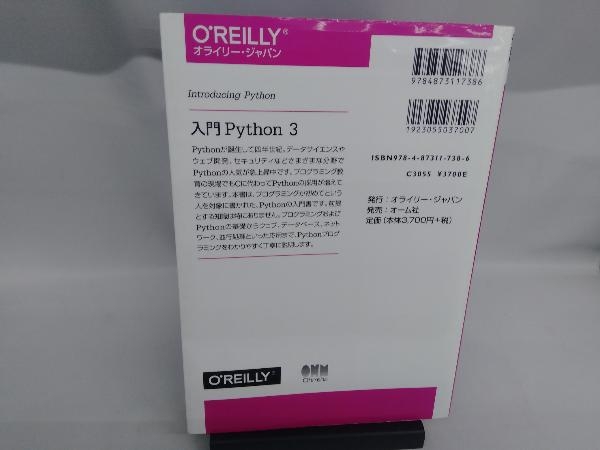 O'REILLY®
オライリー・ジャパン
Introducing Python
入門 Python 3
Pythonが誕生して四半世紀。データサイエンスや
ウェブ開発、セキュリティなどさまざまな分野で
Pythonの人気が急上昇中です。プログラミング教
育の現場でもCに代わってPythonの採用が増えて
きています。本書は、プログラミングが初めてという
人を対象に書かれた、Pythonの入門書です。前提
とする知識は特にありません。プログラミングおよび
Pythonの基礎からウェブ、データベース、ネット
ワーク、並行処理といった応用まで、Pythonプログ
ラミングをわかりやすく丁寧に説明します。
9784873117386
1923055037007
ISBN978-4-87311-738-6
C3055 ¥3700E
発行：オライリー・ジャパン
発売：オーム社
定価（本体3,700円＋税）
O'REILLY®
OHM
Ohmsha